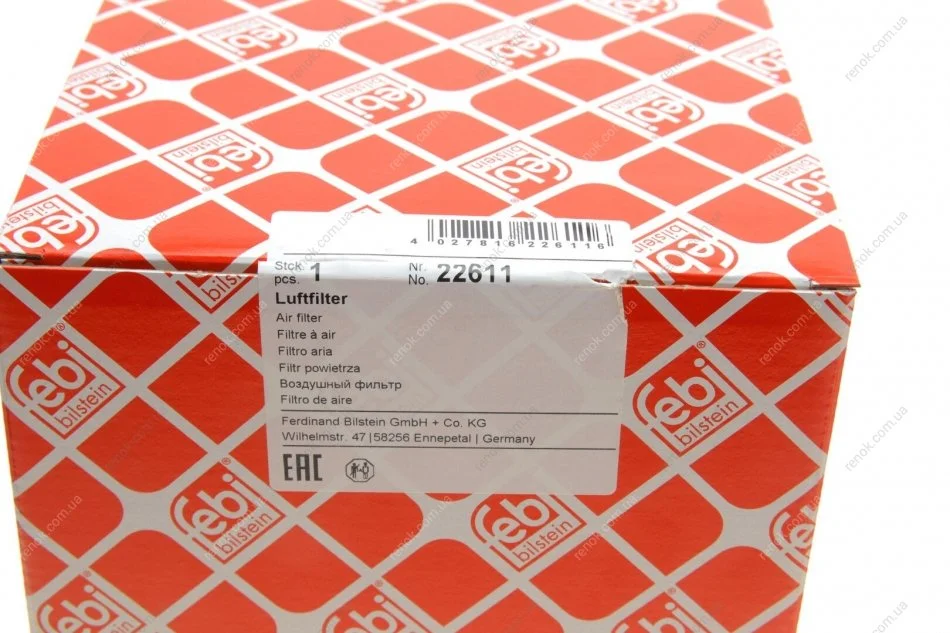 febi
bilstein
®
4 027816 226116
Stck. 1
pcs.
Nr. 22611
No.
Luftfilter
Air filter
Filtre à air
Filtro aria
Filtr powietrza
Воздушный фильтр
Filtro de aire
Ferdinand Bilstein GmbH + Co. KG
Wilhelmstr. 47 | 58256 Ennepetal | Germany
EAC
renok.com.ua